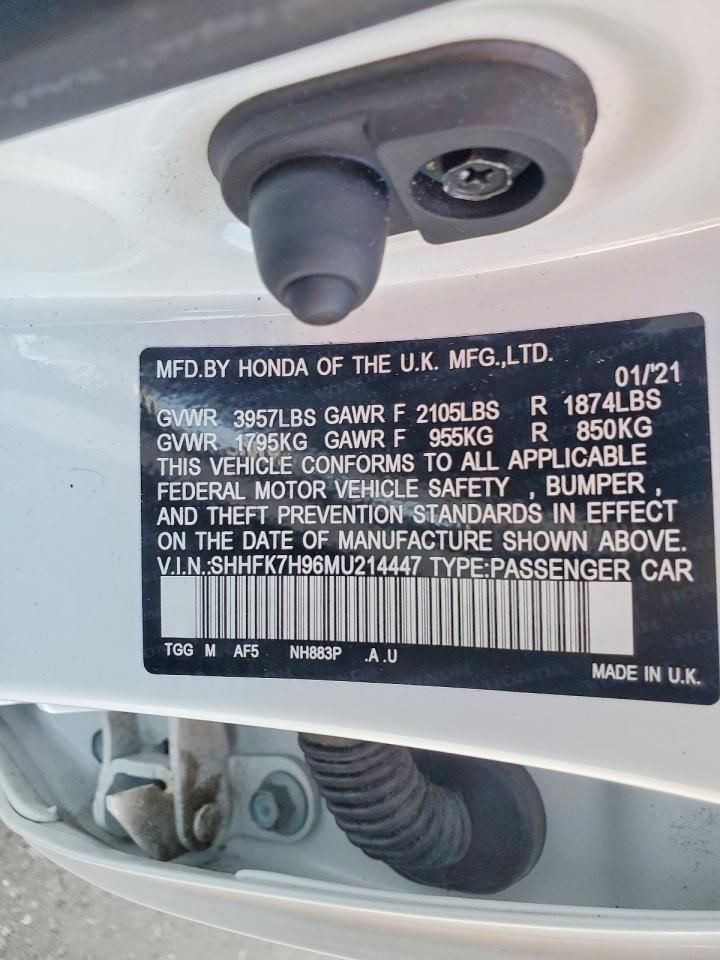 MFD.BY HONDA OF THE U.K. MFG.,LTD.
01/'21
GVWR 3957LBS GAWR F 2105LBS R 1874LBS
GVWR 1795KG GAWR F 955KG R 850KG
THIS VEHICLE CONFORMS TO ALL APPLICABLE
FEDERAL MOTOR VEHICLE SAFETY , BUMPER ,
AND THEFT PREVENTION STANDARDS IN EFFECT
ON THE DATE OF MANUFACTURE SHOWN ABOVE.
V.I.N.:SHHFK7H96MU214447 TYPE:PASSENGER CAR
TGG M AF5 NH883P .A .U
MADE IN U.K.